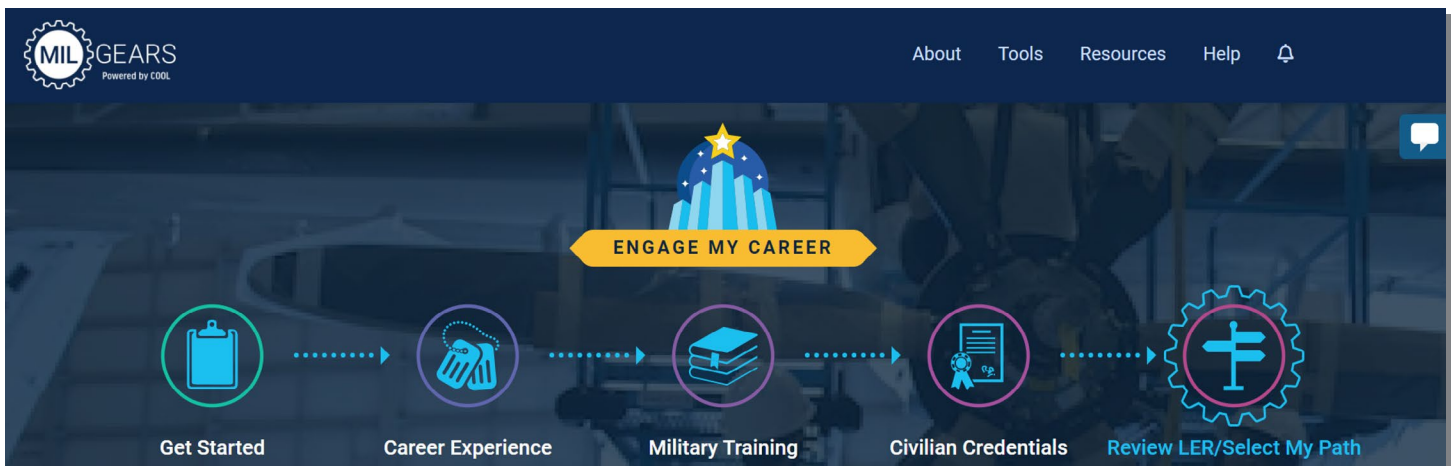 MIL GEARS
Powered by COOL
About Tools Resources Help
ENGAGE MY CAREER
Get Started Career Experience Military Training Civilian Credentials Review LER/Select My Path